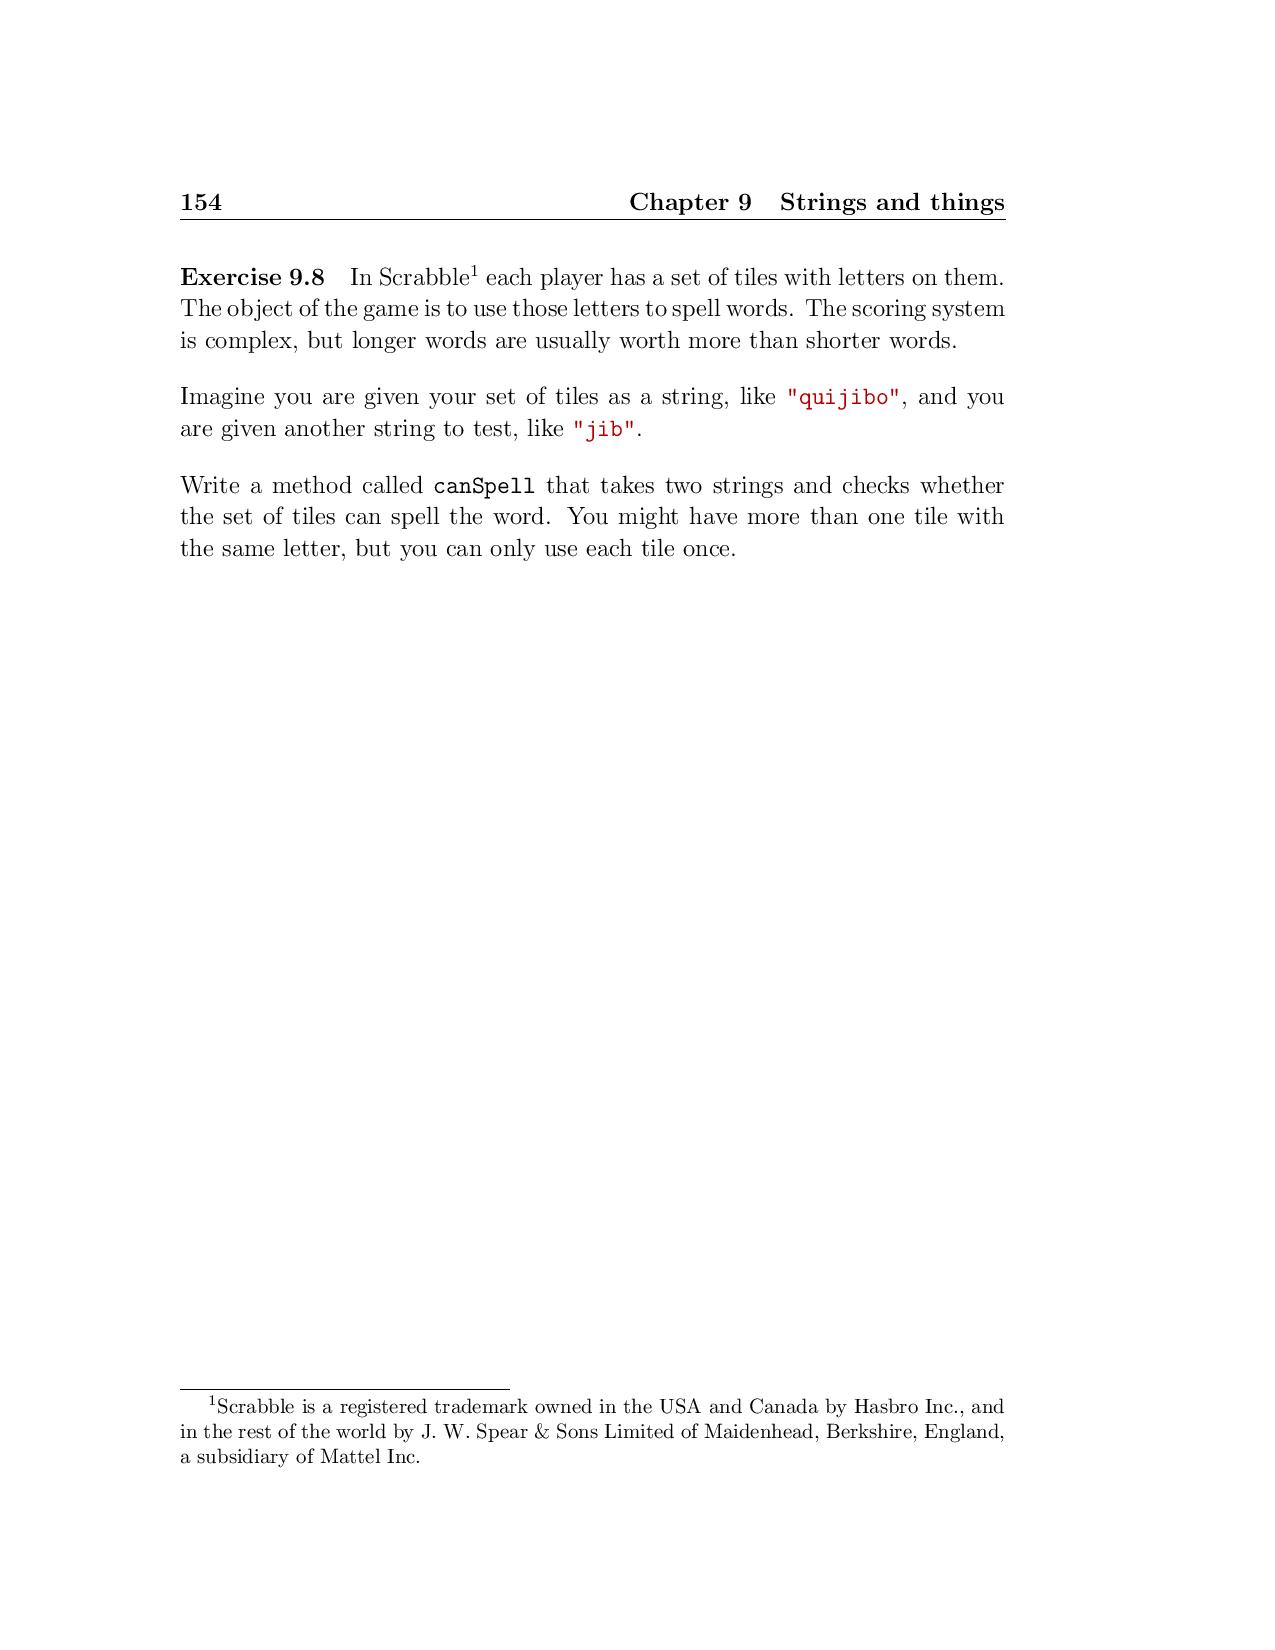 154 Chapter 9 Strings and things
Exercise 9.8 In Scrabble¹ each player has a set of tiles with letters on them.
The object of the game is to use those letters to spell words. The scoring system
is complex, but longer words are usually worth more than shorter words.
Imagine you are given your set of tiles as a string, like "quijibo", and you
are given another string to test, like "jib".
Write a method called canSpell that takes two strings and checks whether
the set of tiles can spell the word. You might have more than one tile with
the same letter, but you can only use each tile once.
¹Scrabble is a registered trademark owned in the USA and Canada by Hasbro Inc., and
in the rest of the world by J. W. Spear & Sons Limited of Maidenhead, Berkshire, England,
a subsidiary of Mattel Inc.